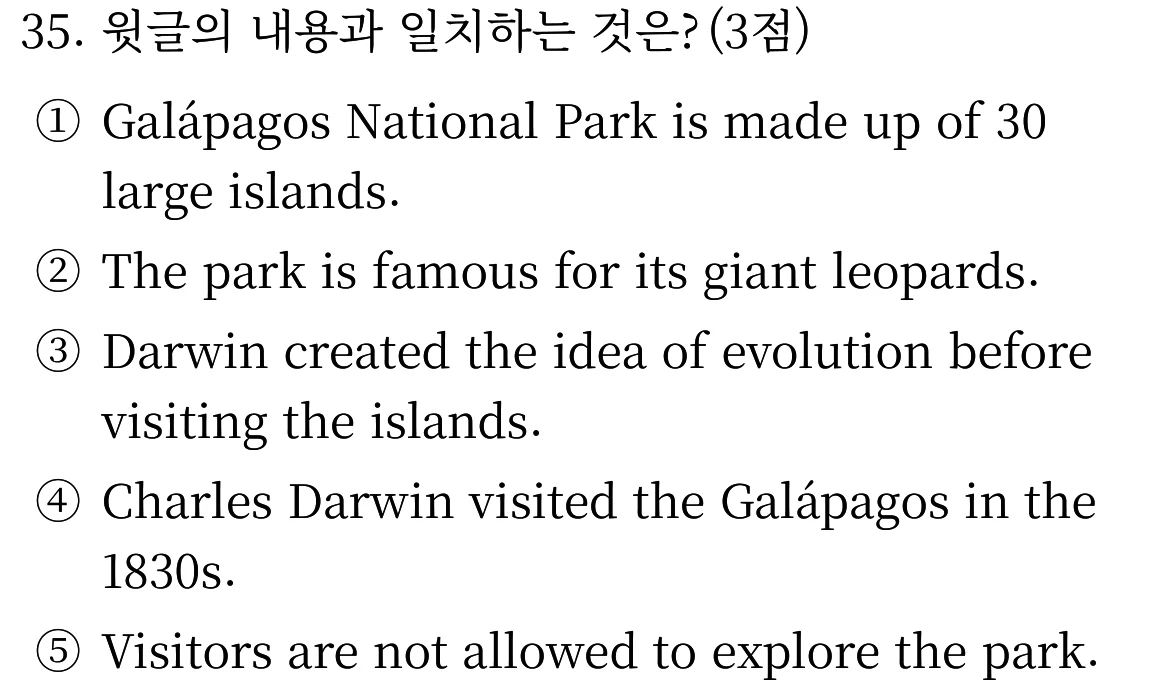 35. 윗글의 내용과 일치하는 것은? (3점)
① Galápagos National Park is made up of 30
large islands.
② The park is famous for its giant leopards.
③ Darwin created the idea of evolution before
visiting the islands.
④ Charles Darwin visited the Galápagos in the
1830s.
⑤ Visitors are not allowed to explore the park.